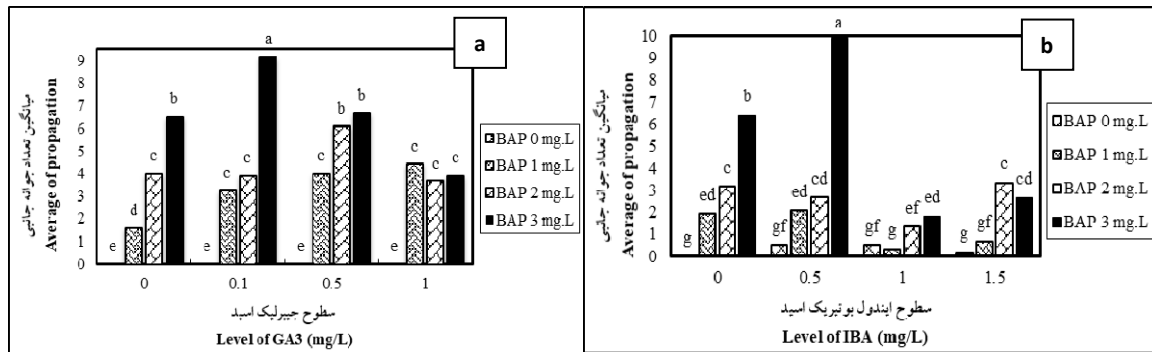 a
میانگین تعداد جوانه جانبی
Average of propagation
9
8
7
6
5
4
3
2
1
0
e d c b
e c c a
e c b b
e c c c
0 0.1 0.5 1
سطوح جیبرلیک اسید
Level of GA3 (mg/L)
BAP 0 mg.L
BAP 1 mg.L
BAP 2 mg.L
BAP 3 mg.L
b
میانگین تعداد جوانه جانبی
Average of propagation
10
9
8
7
6
5
4
3
2
1
0
g ed c b
gf ed cd a
gf g ef ed
g gf c cd
0 0.5 1 1.5
سطوح ایندول بوتیریک اسید
Level of IBA (mg/L)
BAP 0 mg.L
BAP 1 mg.L
BAP 2 mg.L
BAP 3 mg.L